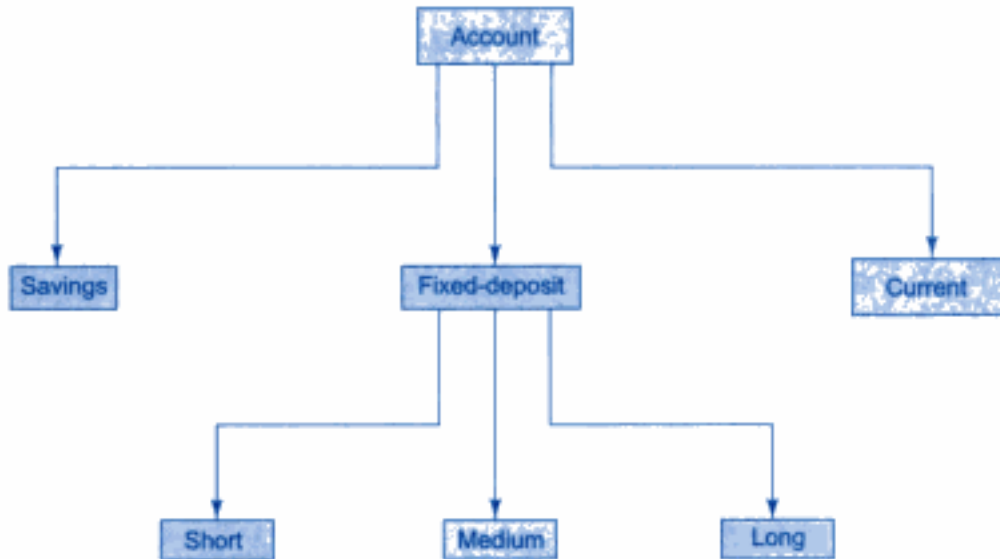 Account
Savings
Fixed-deposit
Current
Short
Medium
Long